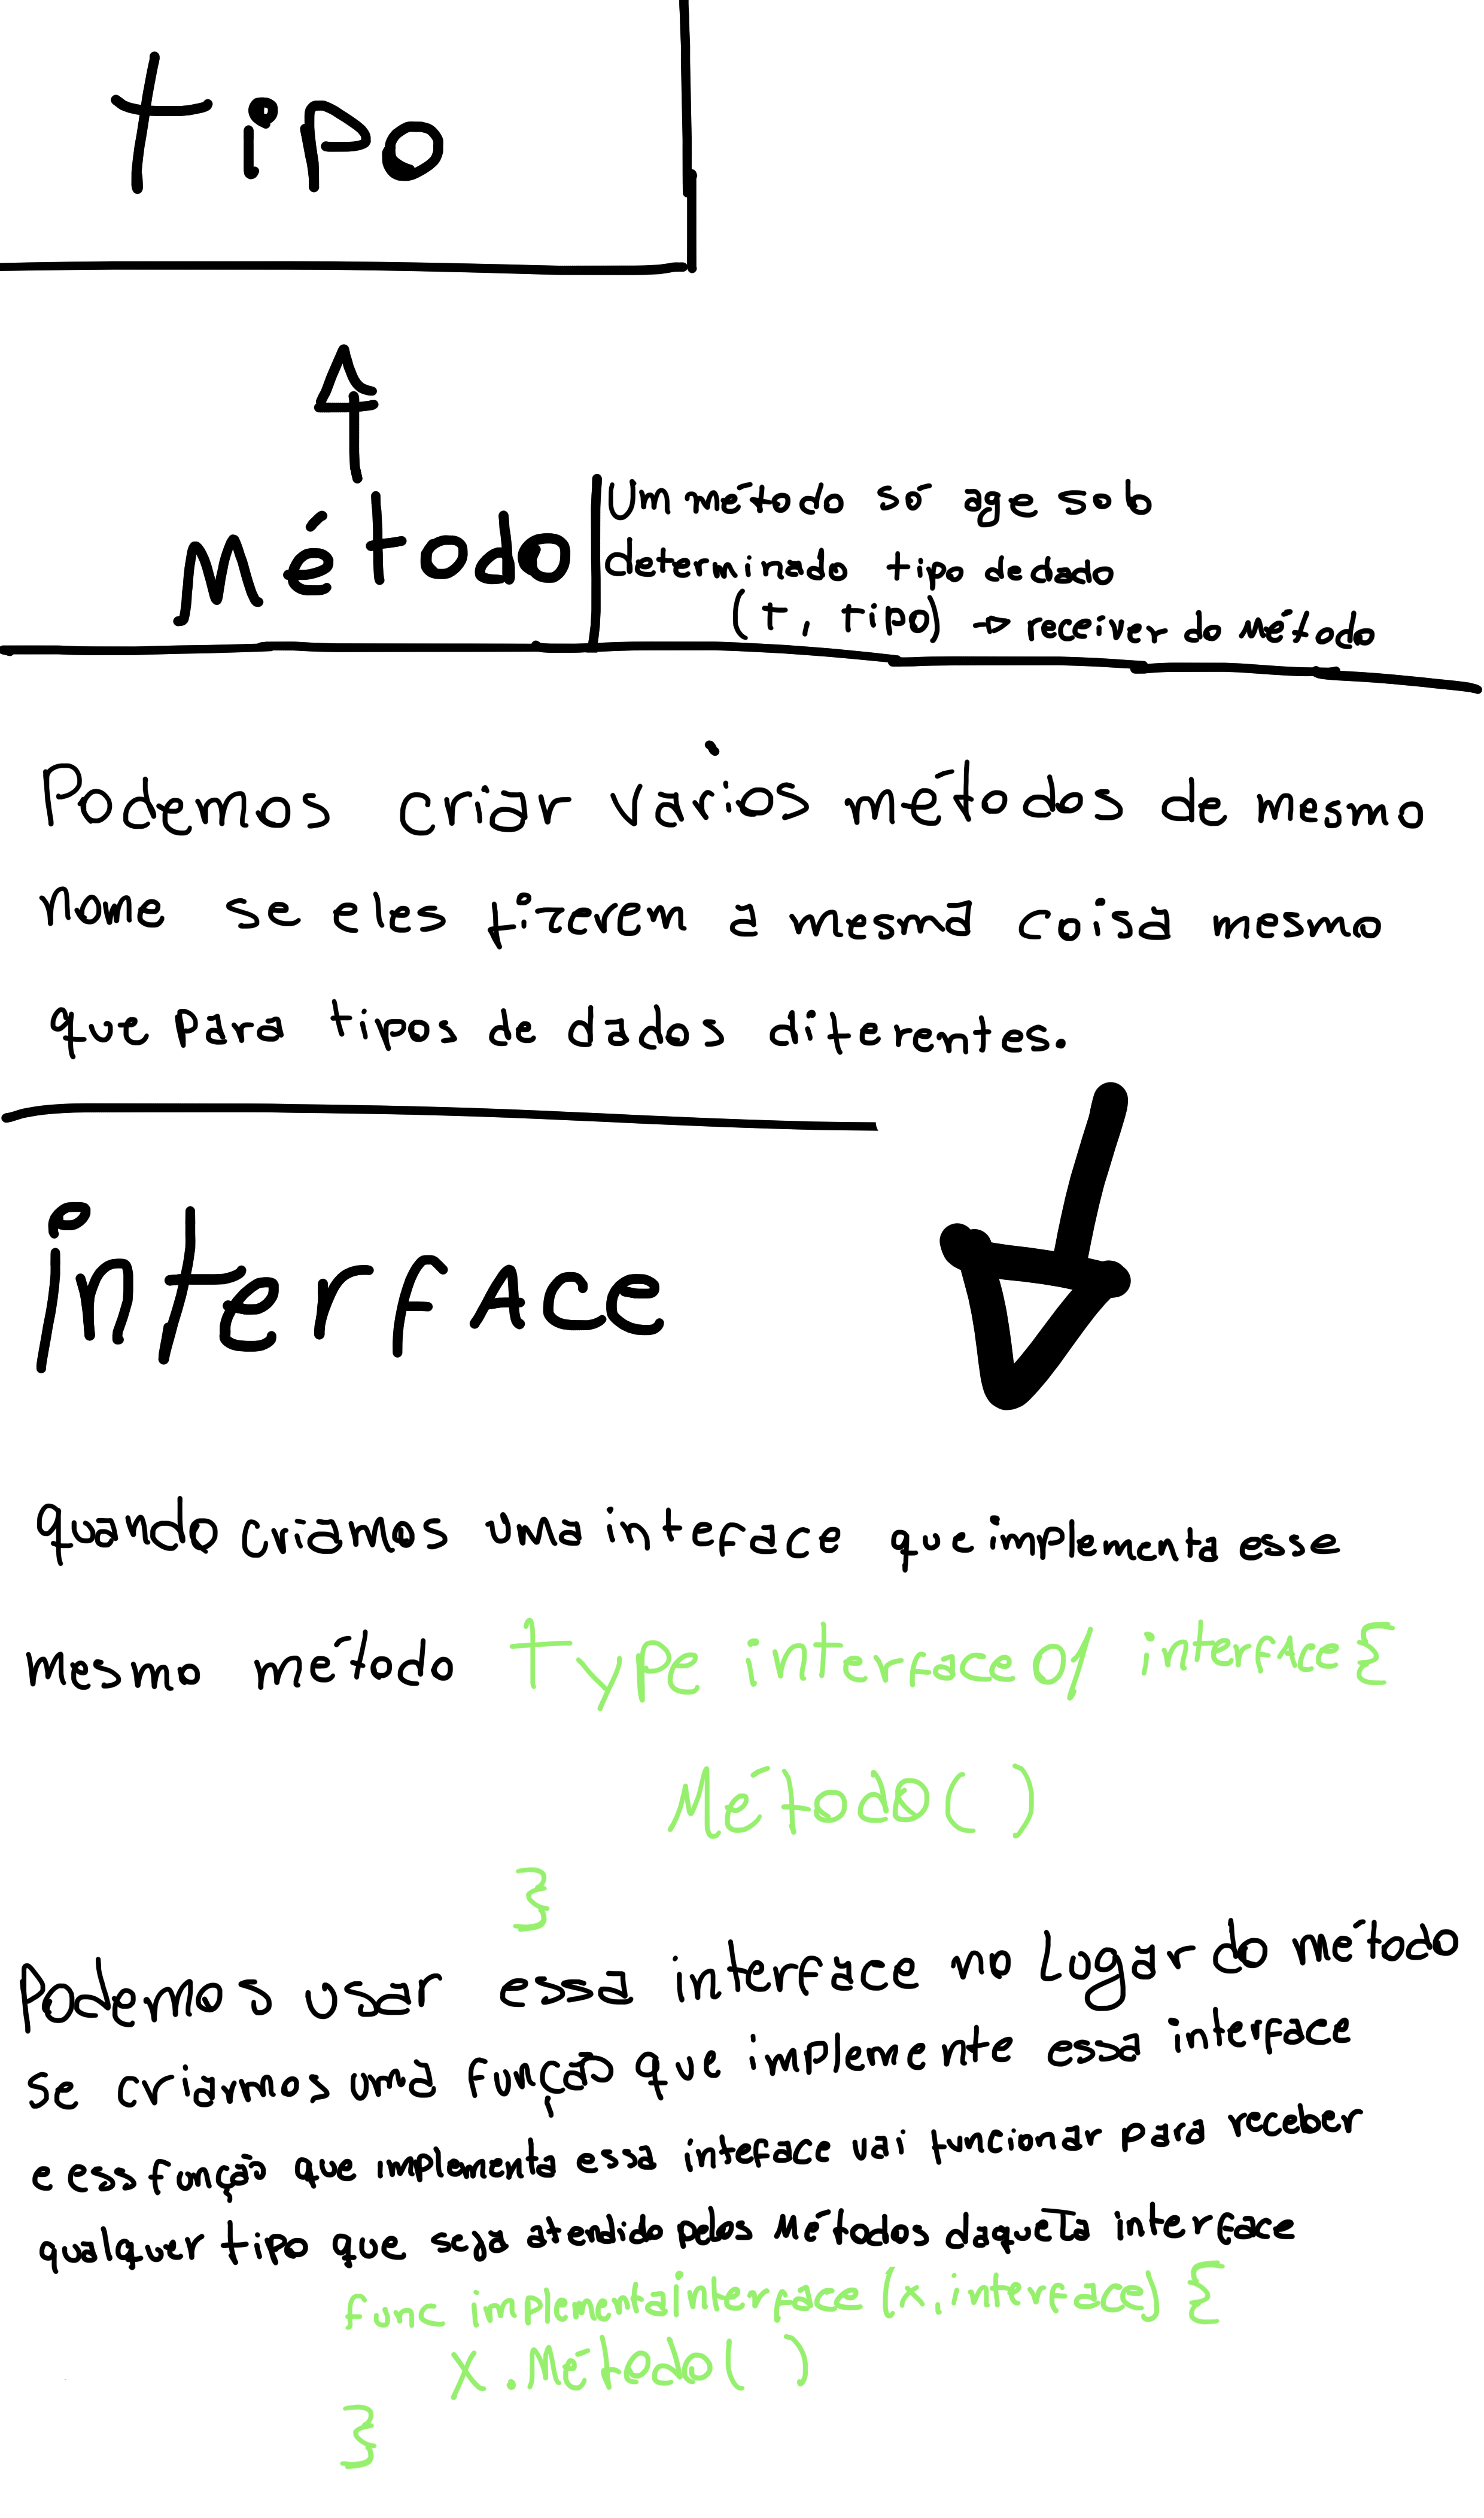 tipo
Método
Um método só age sob
determinado tipo de dado
(t, tipo) → receiver do método
Podemos criar varios métodos de mesmo
nome se eles fizerem a mesma coisa mesmo
que para tipos de dados diferentes.
interface
quando criamos uma interface que implementa esse
mesmo método
type interface01 interface{
Método()
}
Podemos usar essa interface no lugar do método
se criarmos uma função que implemente essa interface
e essa função que implementa essa interface vai funcionar para receber
qualquer tipo que seja atendido pelos Métodos daqueta interface
func implementainterface(x,interfaco){
x.Método()
}